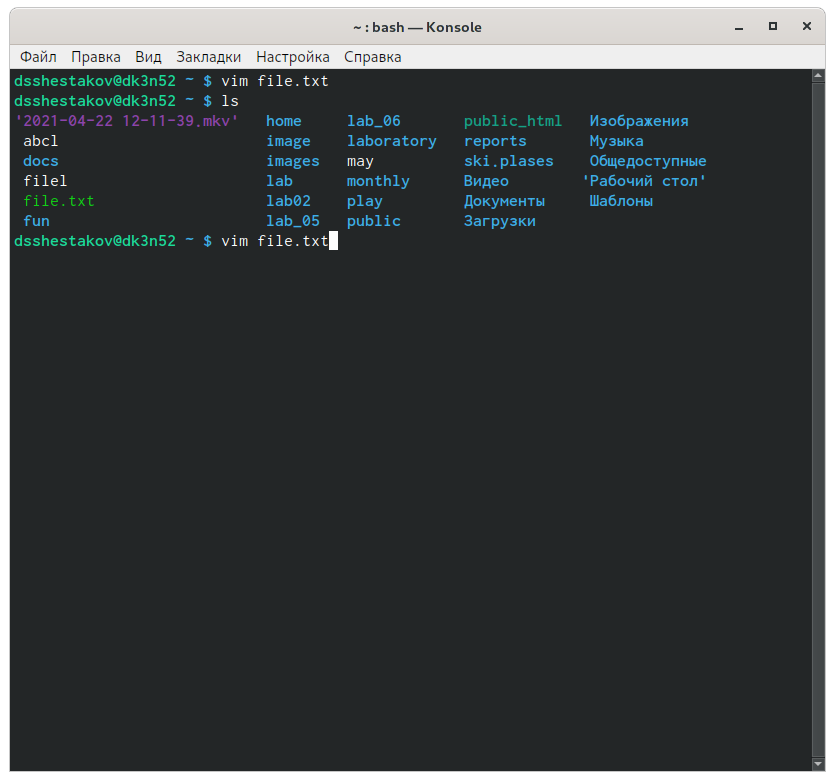 ~ : bash — Konsole
Файл Правка Вид Закладки Настройка Справка
dsshestakov@dk3n52 ~ $ vim file.txt
dsshestakov@dk3n52 ~ $ ls
'2021-04-22 12-11-39.mkv' home lab_06 public_html Изображения
abcl image laboratory reports Музыка
docs images may ski.plases Общедоступные
filel lab monthly Видео 'Рабочий стол'
file.txt lab02 play Документы Шаблоны
fun lab_05 public Загрузки
dsshestakov@dk3n52 ~ $ vim file.txt